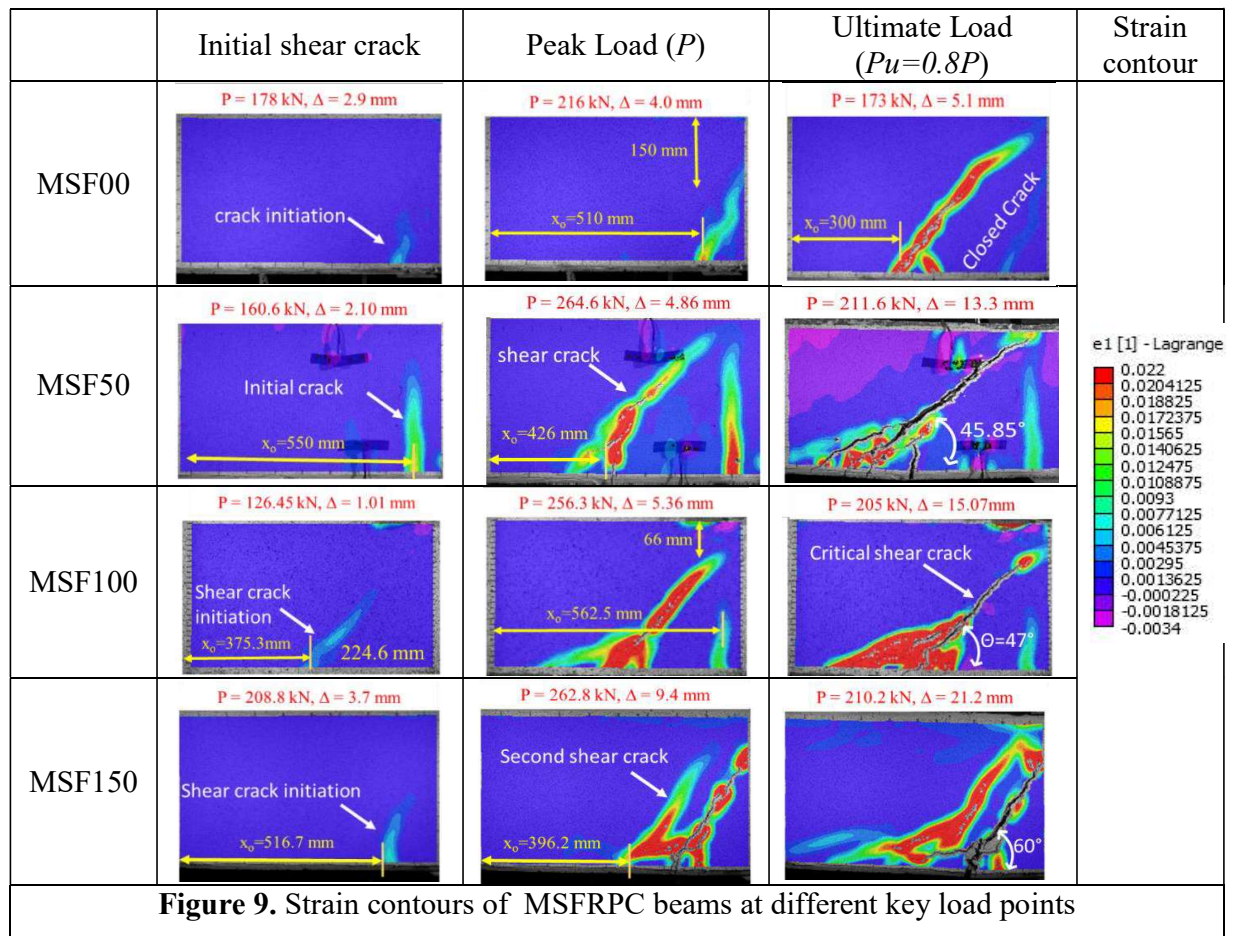 Initial shear crack
Peak Load (P)
Ultimate Load
(Pu=0.8P)
Strain
contour
MSF00
P = 178 kN, Δ = 2.9 mm
crack initiation
P = 216 kN, Δ = 4.0 mm
150 mm
xₒ=510 mm
P = 173 kN, Δ = 5.1 mm
xₒ=300 mm
Closed Crack
MSF50
P = 160.6 kN, Δ = 2.10 mm
Initial crack
xₒ=550 mm
P = 264.6 kN, Δ = 4.86 mm
shear crack
xₒ=426 mm
P = 211.6 kN, Δ = 13.3 mm
45.85°
MSF100
P = 126.45 kN, Δ = 1.01 mm
Shear crack
initiation
xₒ=375.3mm
224.6 mm
P = 256.3 kN, Δ = 5.36 mm
66 mm
xₒ=562.5 mm
P = 205 kN, Δ = 15.07mm
Critical shear crack
Θ=47°
MSF150
P = 208.8 kN, Δ = 3.7 mm
Shear crack initiation
xₒ=516.7 mm
P = 262.8 kN, Δ = 9.4 mm
Second shear crack
xₒ=396.2 mm
P = 210.2 kN, Δ = 21.2 mm
60°
e1 [1] - Lagrange
0.022
0.0204125
0.018825
0.0172375
0.01565
0.0140625
0.012475
0.0108875
0.0093
0.0077125
0.006125
0.0045375
0.00295
0.0013625
-0.000225
-0.0018125
-0.0034
Figure 9. Strain contours of MSFRPC beams at different key load points